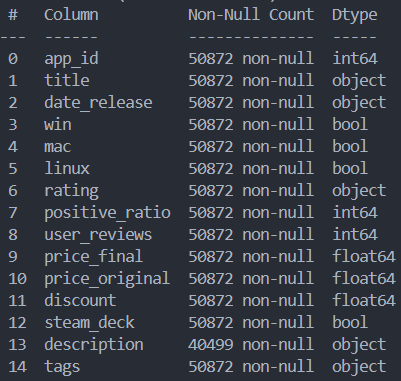 #   Column          Non-Null Count  Dtype
---  ------          --------------  -----
0   app_id          50872 non-null  int64
1   title           50872 non-null  object
2   date_release    50872 non-null  object
3   win             50872 non-null  bool
4   mac             50872 non-null  bool
5   linux           50872 non-null  bool
6   rating          50872 non-null  object
7   positive_ratio  50872 non-null  int64
8   user_reviews    50872 non-null  int64
9   price_final     50872 non-null  float64
10  price_original  50872 non-null  float64
11  discount        50872 non-null  float64
12  steam_deck      50872 non-null  bool
13  description     40499 non-null  object
14  tags            50872 non-null  object